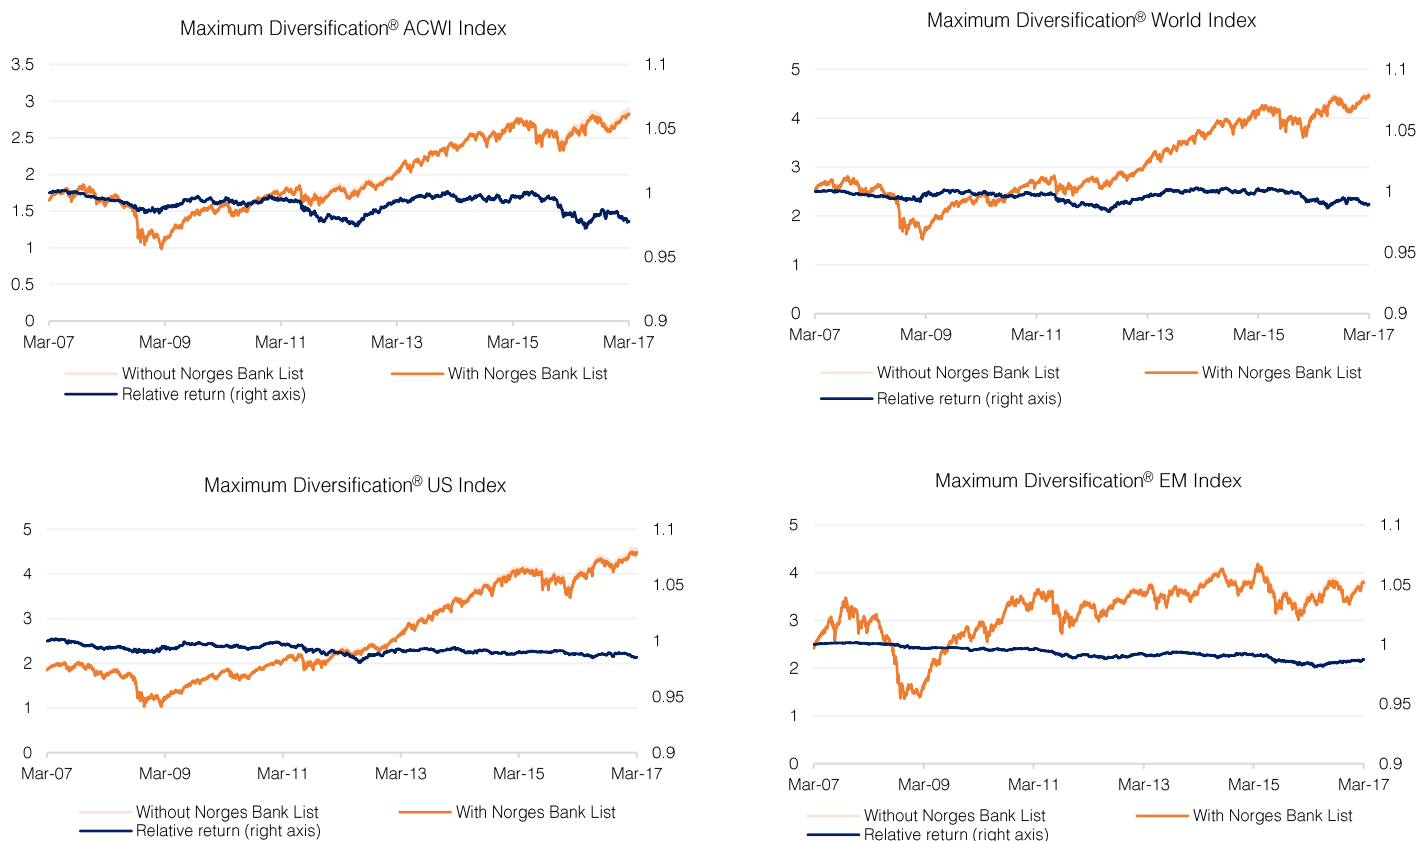 Maximum Diversification® ACWI Index
3.5
3
2.5
2
1.5
1
0.5
0
1.1
1.05
1
0.95
0.9
Mar-07 Mar-09 Mar-11 Mar-13 Mar-15 Mar-17
Without Norges Bank List With Norges Bank List
Relative return (right axis)
Maximum Diversification® World Index
5
4
3
2
1
0
1.1
1.05
1
0.95
0.9
Mar-07 Mar-09 Mar-11 Mar-13 Mar-15 Mar-17
Without Norges Bank List With Norges Bank List
Relative return (right axis)
Maximum Diversification® US Index
5
4
3
2
1
0
1.1
1.05
1
0.95
0.9
Mar-07 Mar-09 Mar-11 Mar-13 Mar-15 Mar-17
Without Norges Bank List With Norges Bank List
Relative return (right axis)
Maximum Diversification® EM Index
5
4
3
2
1
0
1.1
1.05
1
0.95
0.9
Mar-07 Mar-09 Mar-11 Mar-13 Mar-15 Mar-17
Without Norges Bank List With Norges Bank List
Relative return (right axis)